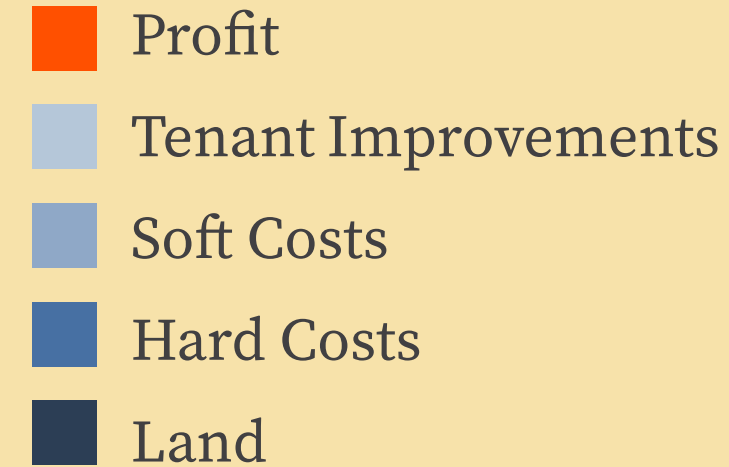 Profit
Tenant Improvements
Soft Costs
Hard Costs
Land